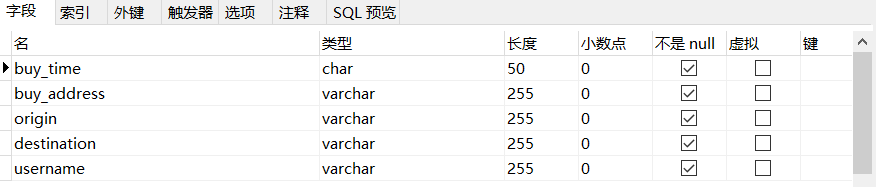 字段 索引 外键 触发器 选项 注释 SQL 预览
名 类型 长度 小数点 不是 null 虚拟 键
buy_time char 50 0
buy_address varchar 255 0
origin varchar 255 0
destination varchar 255 0
username varchar 255 0